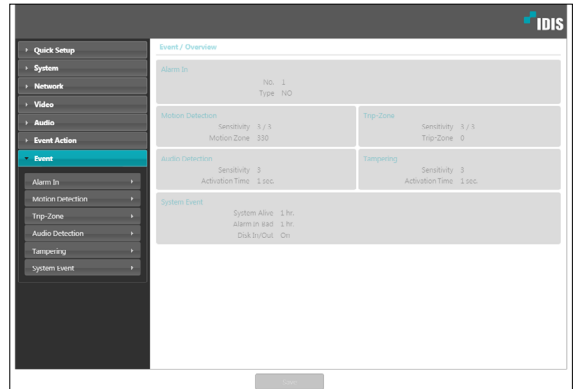 IDIS
Quick Setup
System
Network
Video
Audio
Event Action
Event
Alarm In
Motion Detection
Trip-Zone
Audio Detection
Tampering
System Event
Event / Overview
Alarm In
No. 1
Type NO
Motion Detection
Sensitivity 3 / 3
Motion Zone 330
Trip-Zone
Sensitivity 3 / 3
Trip-Zone 0
Audio Detection
Sensitivity 3
Activation Time 1 sec.
Tampering
Sensitivity 3
Activation Time 1 sec.
System Event
System Alive 1 hr.
Alarm In Bad 1 hr.
Disk In/Out On